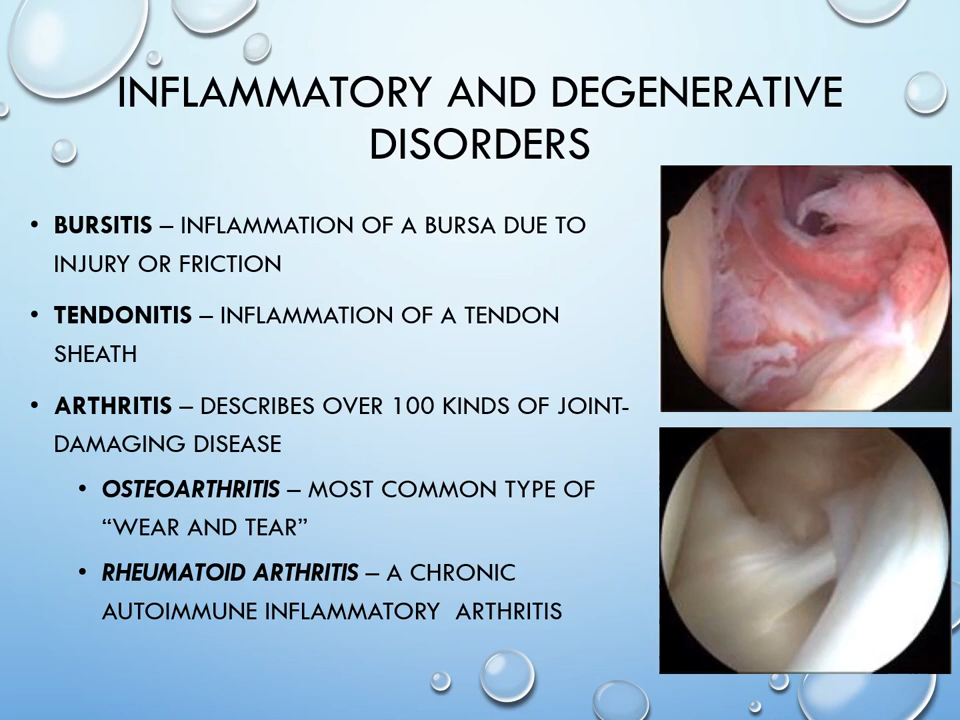 INFLAMMATORY AND DEGENERATIVE
DISORDERS
• BURSITIS – INFLAMMATION OF A BURSA DUE TO
INJURY OR FRICTION
• TENDONITIS – INFLAMMATION OF A TENDON
SHEATH
• ARTHRITIS – DESCRIBES OVER 100 KINDS OF JOINT-
DAMAGING DISEASE
• OSTEOARTHRITIS – MOST COMMON TYPE OF
“WEAR AND TEAR”
• RHEUMATOID ARTHRITIS – A CHRONIC
AUTOIMMUNE INFLAMMATORY  ARTHRITIS